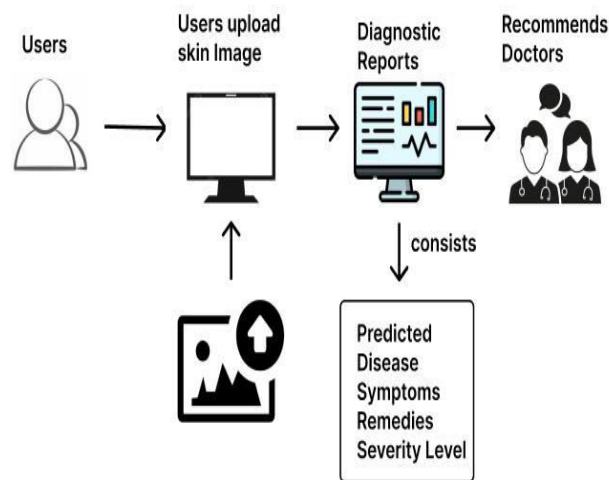 Users
Users upload
skin Image
Diagnostic
Reports
Recommends
Doctors
consists
Predicted
Disease
Symptoms
Remedies
Severity Level